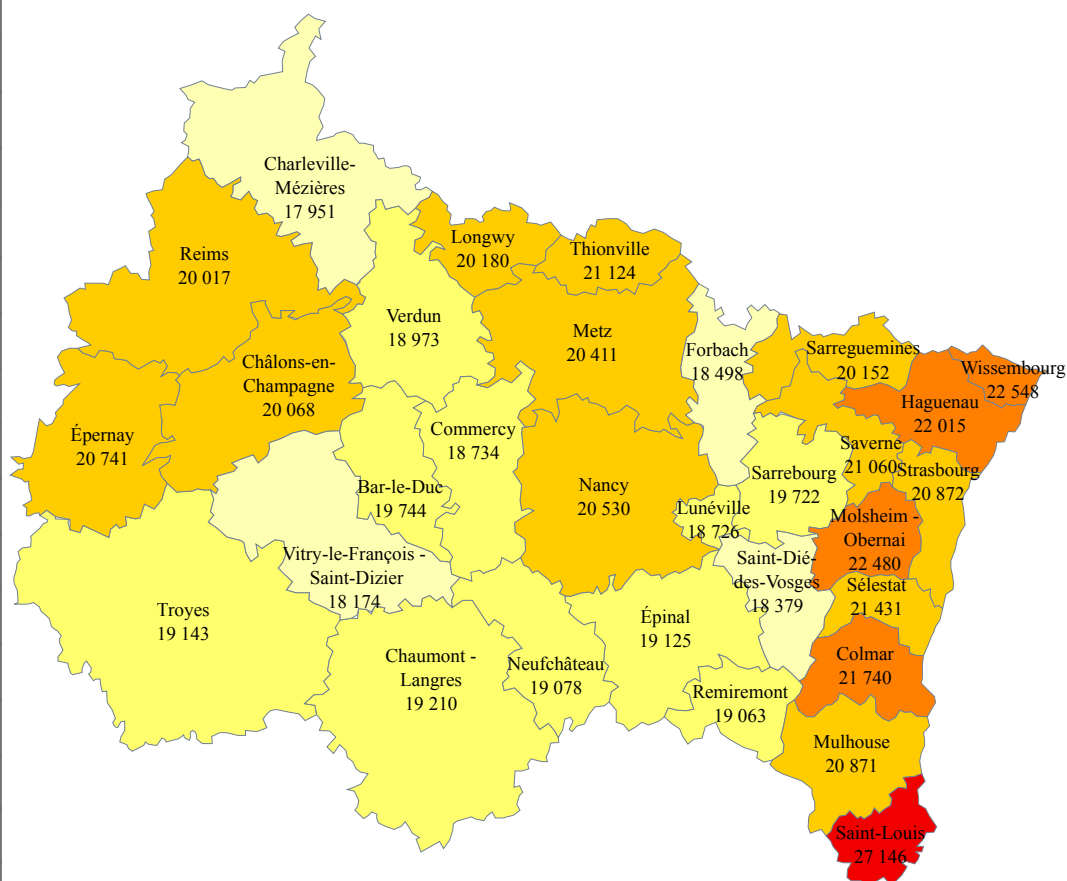 Charleville-
Mézières
17 951
Reims
20 017
Longwy
20 180
Thionville
21 124
Verdun
18 973
Metz
20 411
Forbach
18 498
Sarreguemines
20 152
Wissembourg
22 548
Haguenau
22 015
Châlons-en-
Champagne
20 068
Épernay
20 741
Commercy
18 734
Saverne
21 060
Strasbourg
20 872
Sarrebourg
19 722
Bar-le-Duc
19 744
Nancy
20 530
Lunéville
18 726
Molsheim -
Obernai
22 480
Vitry-le-François -
Saint-Dizier
18 174
Saint-Dié-
des-Vosges
18 379
Sélestat
21 431
Troyes
19 143
Épinal
19 125
Chaumont -
Langres
19 210
Neufchâteau
19 078
Colmar
21 740
Remiremont
19 063
Mulhouse
20 871
Saint-Louis
27 146